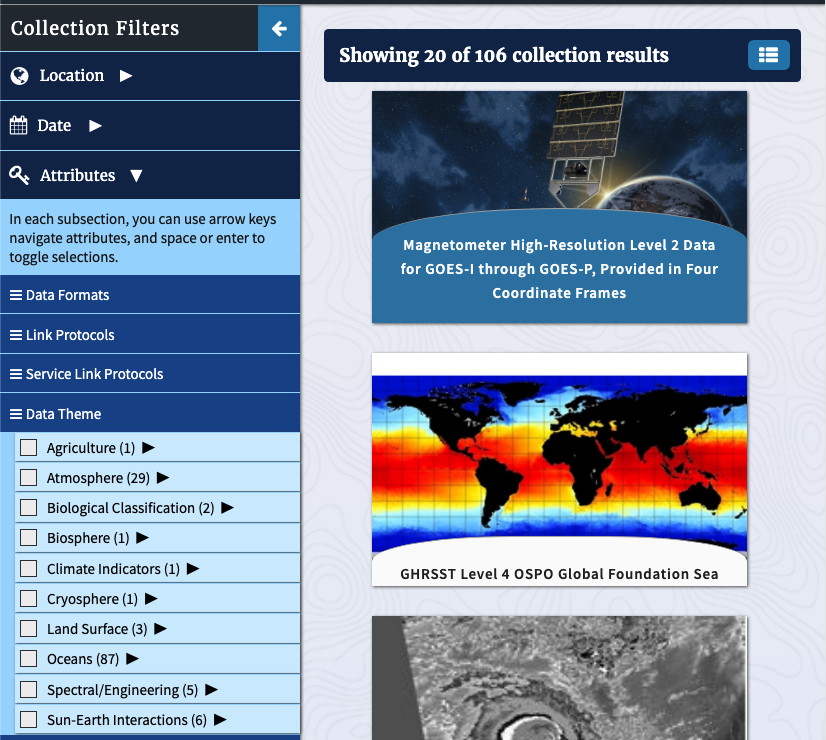 Collection Filters
Location
Date
Attributes
In each subsection, you can use arrow keys
navigate attributes, and space or enter to
toggle selections.
Data Formats
Link Protocols
Service Link Protocols
Data Theme
Agriculture (1)
Atmosphere (29)
Biological Classification (2)
Biosphere (1)
Climate Indicators (1)
Cryosphere (1)
Land Surface (3)
Oceans (87)
Spectral/Engineering (5)
Sun-Earth Interactions (6)
Showing 20 of 106 collection results
Magnetometer High-Resolution Level 2 Data
for GOES-I through GOES-P, Provided in Four
Coordinate Frames
GHRSST Level 4 OSPO Global Foundation Sea